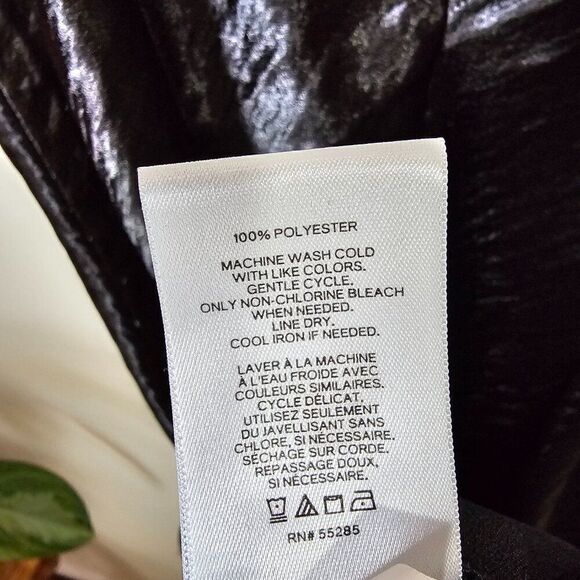 100% POLYESTER
MACHINE WASH COLD
WITH LIKE COLORS.
GENTLE CYCLE.
ONLY NON-CHLORINE BLEACH
WHEN NEEDED.
LINE DRY.
COOL IRON IF NEEDED.
LAVER À LA MACHINE
À L'EAU FROIDE AVEC
COULEURS SIMILAIRES.
CYCLE DÉLICAT,
UTILISEZ SEULEMENT
DU JAVELLISANT SANS
CHLORE, SI NÉCESSAIRE.
SÉCHAGE SUR CORDE.
REPASSAGE DOUX,
SI NÉCESSAIRE.
RN# 55285